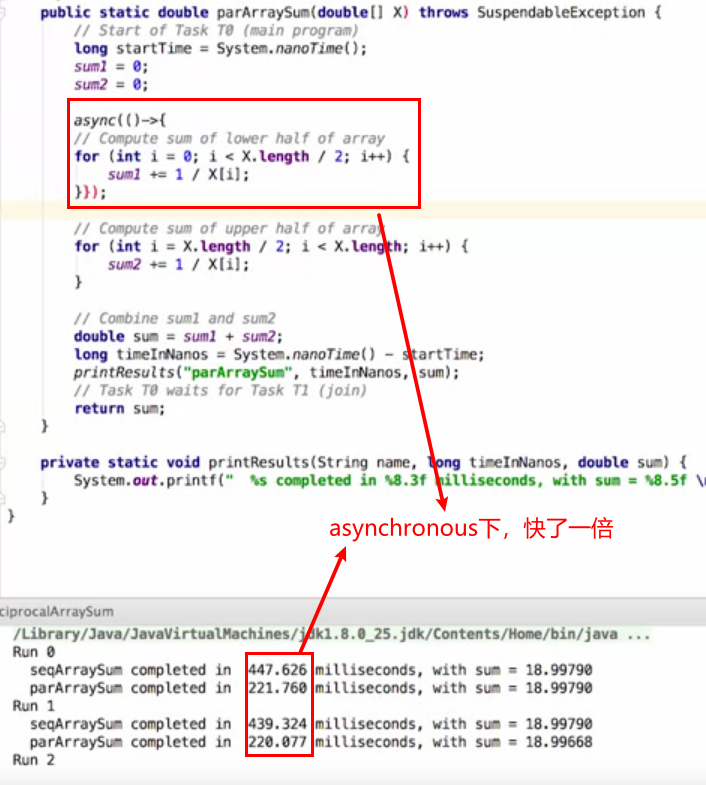 public static double parArraySum(double[] X) throws SuspendableException {
// Start of Task T0 (main program)
long startTime = System.nanoTime();
sum1 = 0;
sum2 = 0;
async(()->{
// Compute sum of lower half of array
for (int i = 0; i < X.length / 2; i++) {
sum1 += 1 / X[i];
}});
// Compute sum of upper half of array
for (int i = X.length / 2; i < X.length; i++) {
sum2 += 1 / X[i];
}
// Combine sum1 and sum2
double sum = sum1 + sum2;
long timeInNanos = System.nanoTime() - startTime;
printResults("parArraySum", timeInNanos, sum);
// Task T0 waits for Task T1 (join)
return sum;
}
private static void printResults(String name, long timeInNanos, double sum) {
System.out.printf(" %s completed in %8.3f milliseconds, with sum = %8.5f \
}
}
asynchronous下，快了一倍
ciprocalArraySum
/Library/Java/JavaVirtualMachines/jdk1.8.0_25.jdk/Contents/Home/bin/java ...
Run 0
seqArraySum completed in 447.626 milliseconds, with sum = 18.99790
parArraySum completed in 221.760 milliseconds, with sum = 18.99790
Run 1
seqArraySum completed in 439.324 milliseconds, with sum = 18.99790
parArraySum completed in 220.077 milliseconds, with sum = 18.99668
Run 2